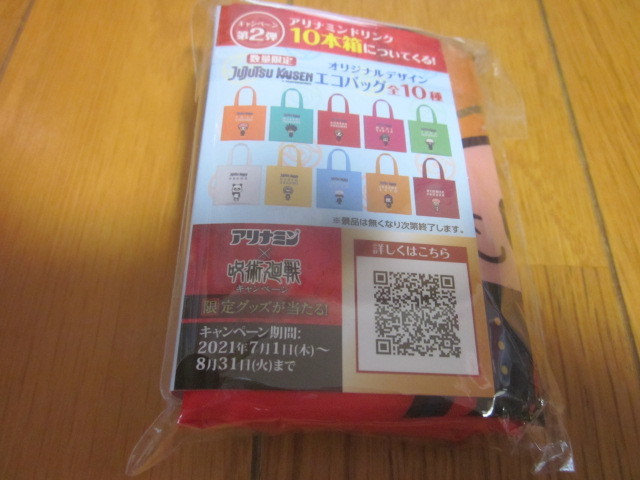 キャンペーン
第2弾
アリナミンドリンク
10本箱についてくる!
数量限定
JUJUTSU KAISEN
オリジナルデザイン
エコバッグ全10種
※景品は無くなり次第終了します。
アリナミン
×
呪術廻戦
キャンペーン
限定グッズが当たる!
キャンペーン期間:
2021年7月1日(木)～
8月31日(火)まで
詳しくはこちら